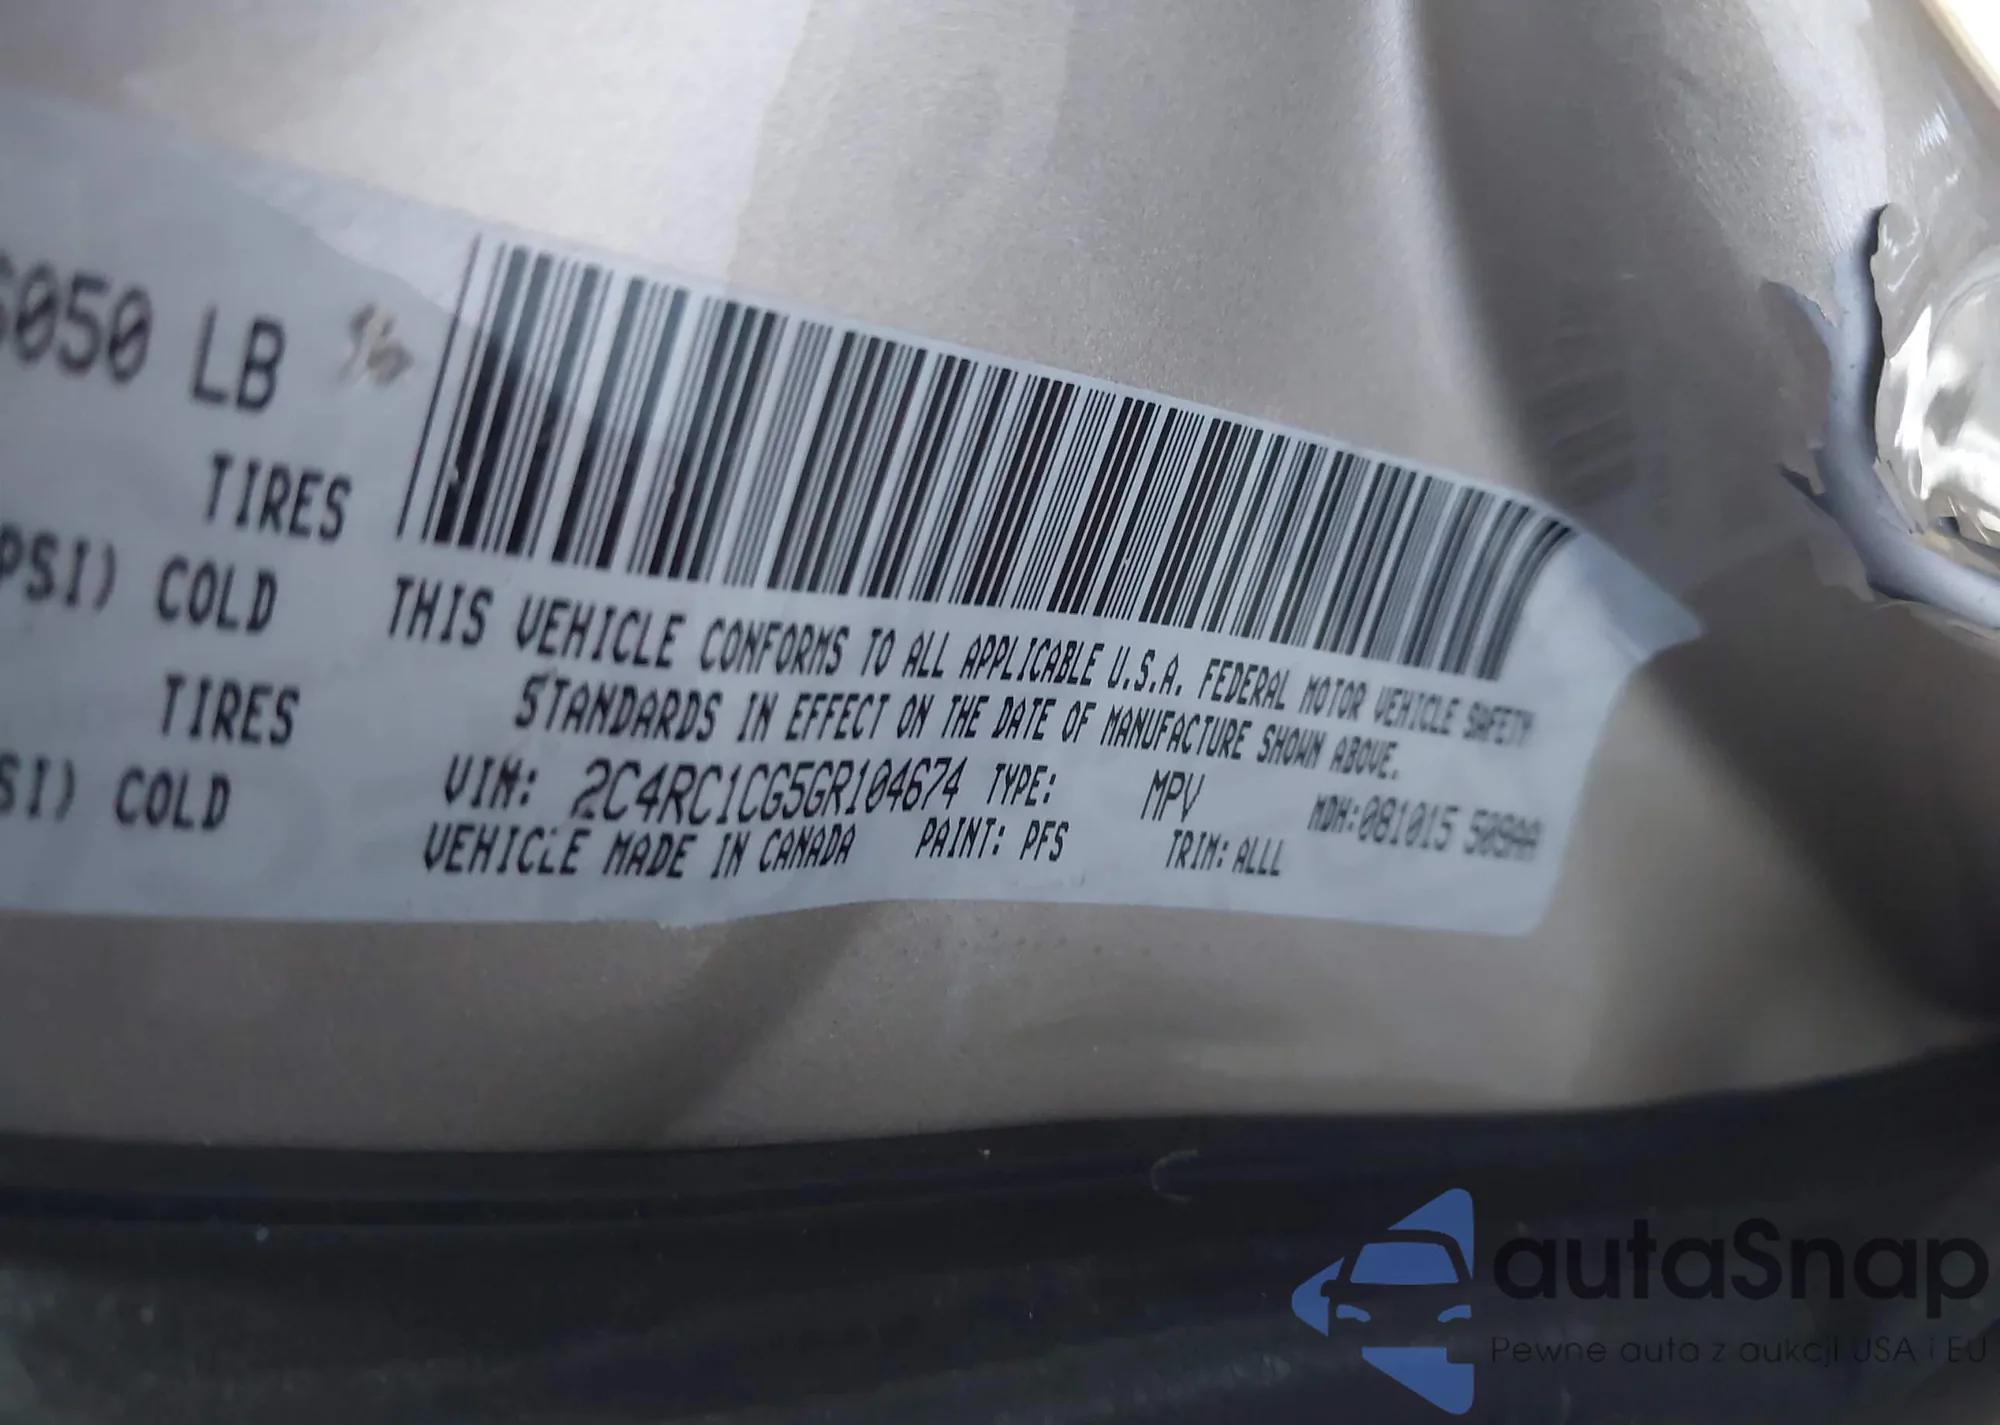 6050 LB
TIRES
PSI) COLD
TIRES
SI) COLD
THIS VEHICLE CONFORMS TO ALL APPLICABLE U.S.A. FEDERAL MOTOR VEHICLE SAFETY
STANDARDS IN EFFECT ON THE DATE OF MANUFACTURE SHOWN ABOVE.
VIN: 2C4RC1CG5GR104674 TYPE: MPV MDH:081015 509AA
VEHICLE MADE IN CANADA PAINT: PFS TRIM: ALLL
autaSnap
Pewne auta z aukcji USA i EU